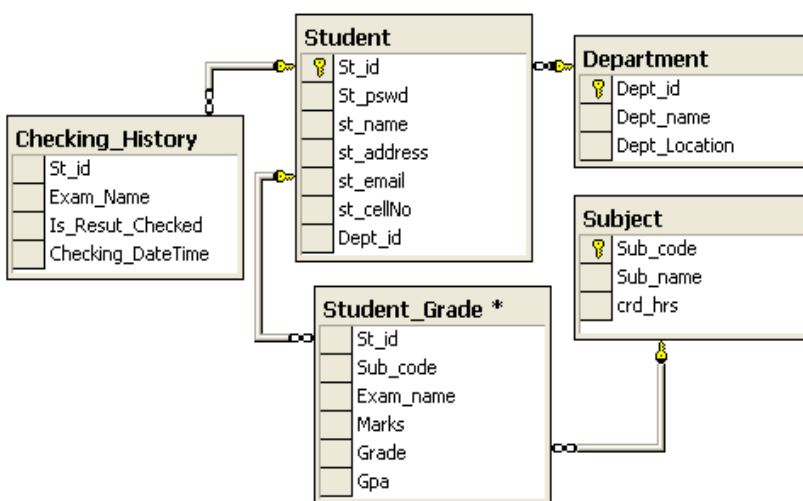 Student
St_id
St_pswd
st_name
st_address
st_email
st_cellNo
Dept_id
Department
Dept_id
Dept_name
Dept_Location
Checking_History
St_id
Exam_Name
Is_Resut_Checked
Checking_DateTime
Subject
Sub_code
Sub_name
crd_hrs
Student_Grade *
St_id
Sub_code
Exam_name
Marks
Grade
Gpa